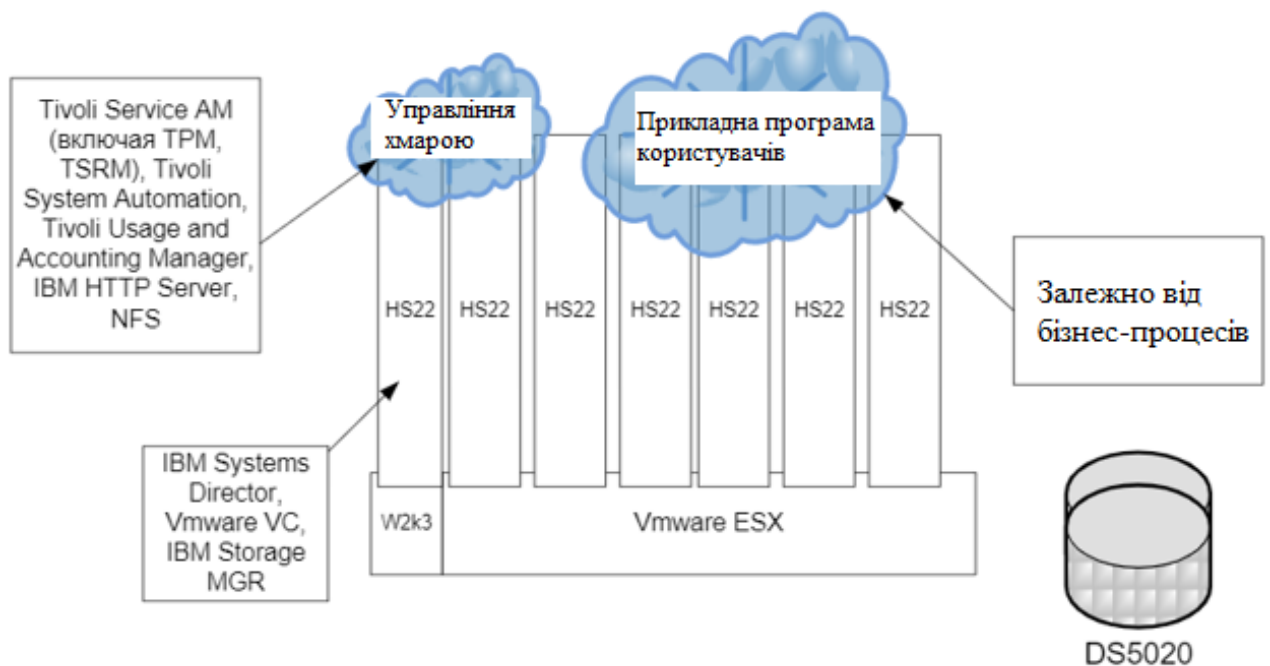 Tivoli Service AM
(включая TPM,
TSRM), Tivoli
System Automation,
Tivoli Usage and
Accounting Manager,
IBM HTTP Server,
NFS
Управління
хмарою
Прикладна програма
користувачів
Залежно від
бізнес-процесів
HS22
HS22
HS22
HS22
HS22
HS22
HS22
IBM Systems
Director,
Vmware VC,
IBM Storage
MGR
W2k3
Vmware ESX
DS5020